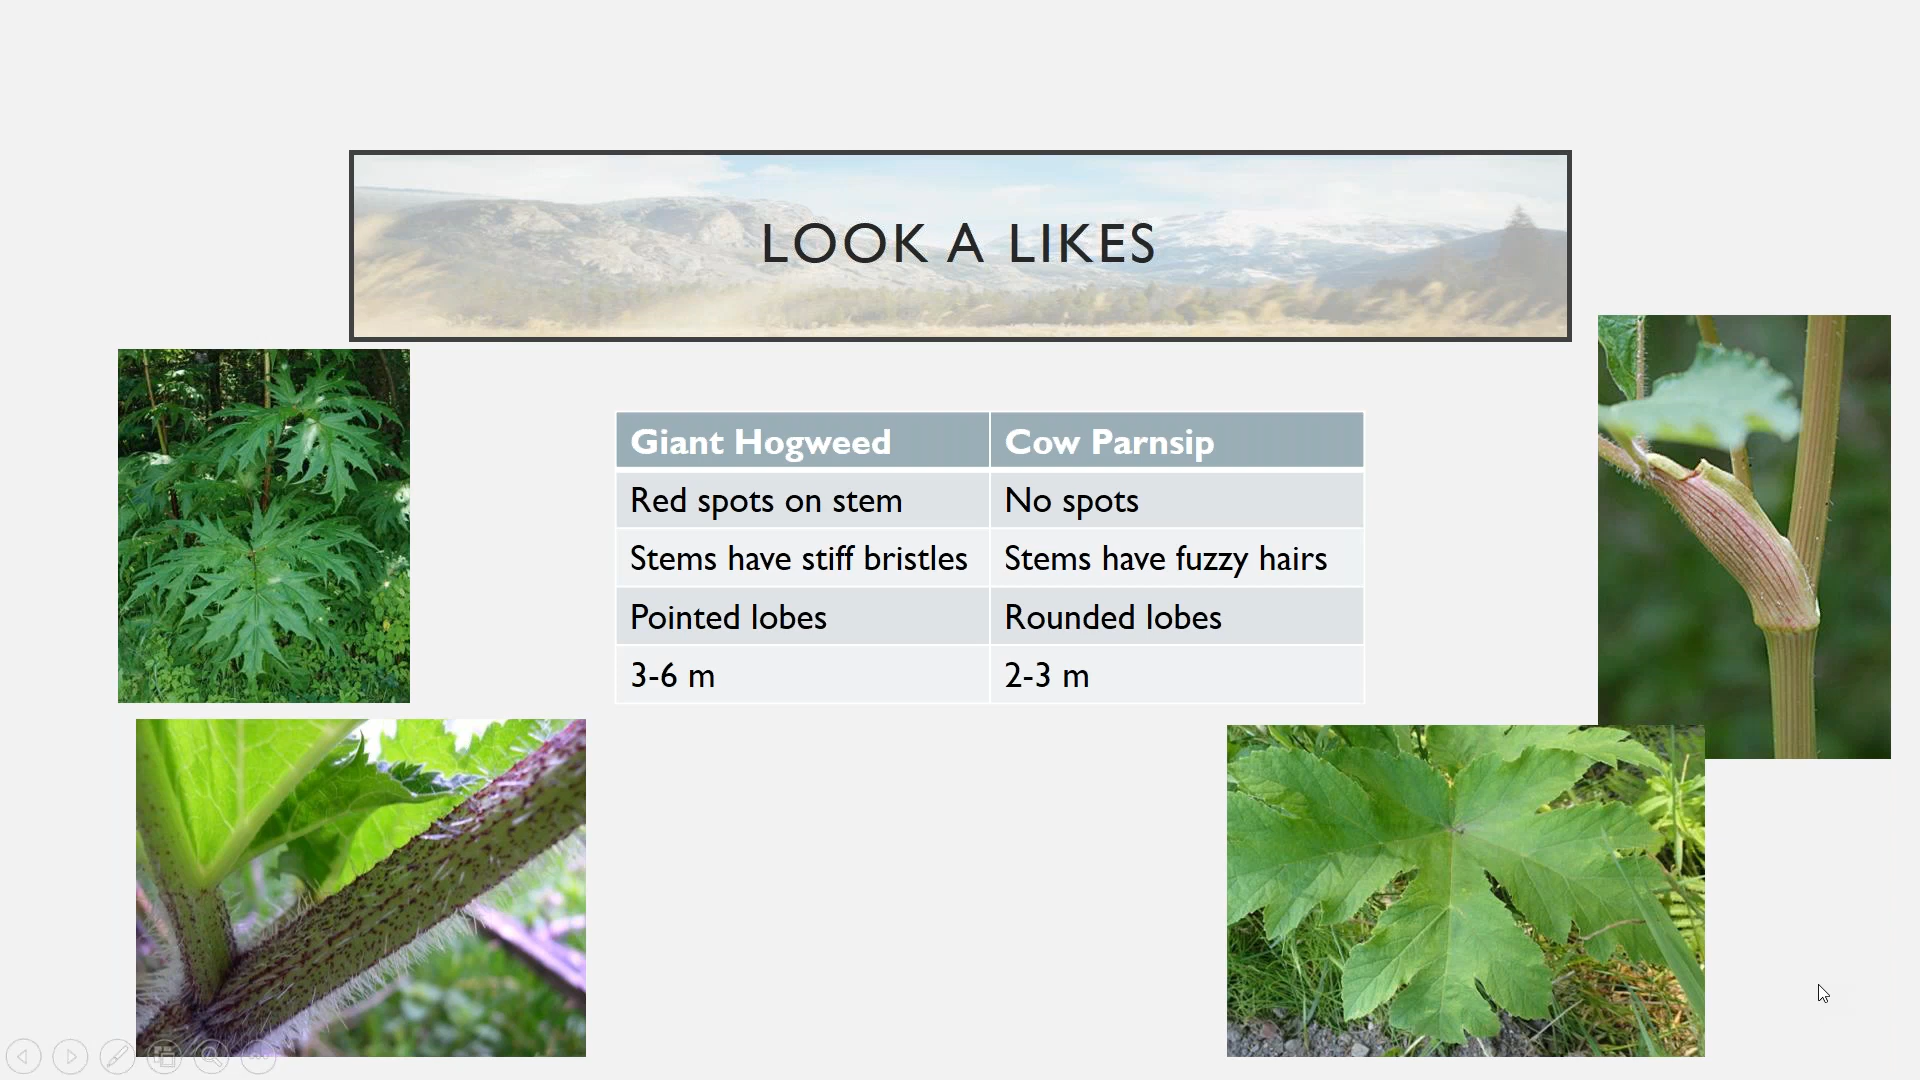 LOOK A LIKES
Giant Hogweed Cow Parnsip
Red spots on stem No spots
Stems have stiff bristles Stems have fuzzy hairs
Pointed lobes Rounded lobes
3-6 m 2-3 m